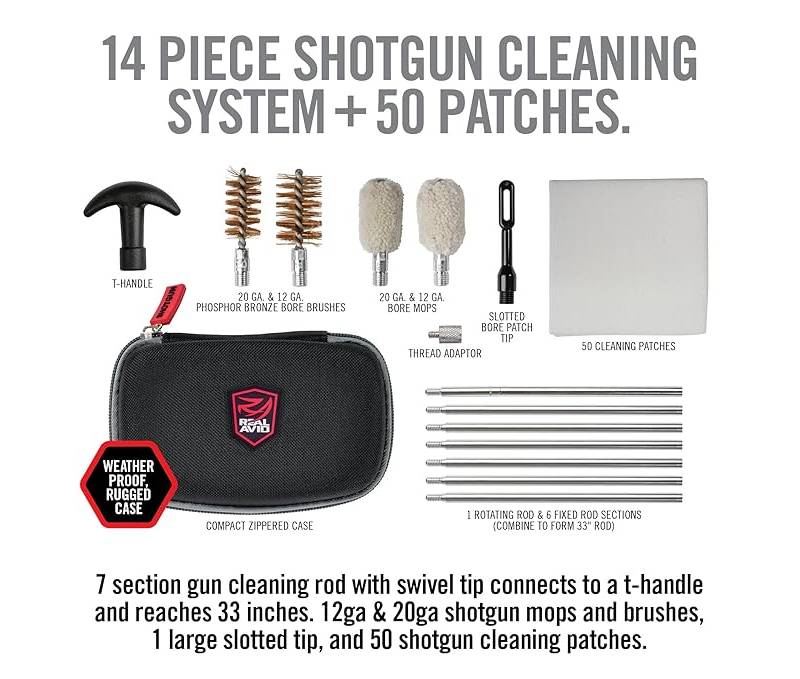 14 PIECE SHOTGUN CLEANING
SYSTEM + 50 PATCHES.
T-HANDLE
20 GA. & 12 GA.
PHOSPHOR BRONZE BORE BRUSHES
20 GA. & 12 GA.
BORE MOPS
SLOTTED
BORE PATCH
TIP
THREAD ADAPTOR
50 CLEANING PATCHES
REAL
AVID
WEATHER
PROOF,
RUGGED
CASE
COMPACT ZIPPERED CASE
1 ROTATING ROD & 6 FIXED ROD SECTIONS
(COMBINE TO FORM 33" ROD)
7 section gun cleaning rod with swivel tip connects to a t-handle
and reaches 33 inches. 12ga & 20ga shotgun mops and brushes,
1 large slotted tip, and 50 shotgun cleaning patches.